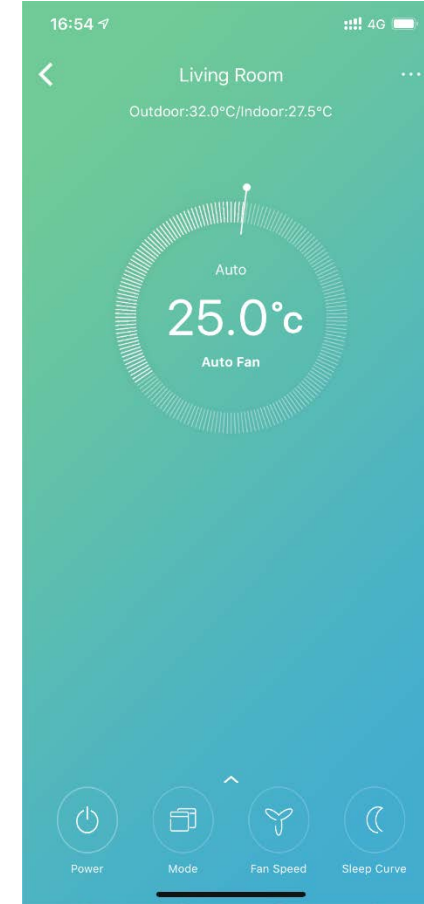 16:54 4G
Living Room
Outdoor:32.0°C/Indoor:27.5°C
Auto
25.0°c
Auto Fan
Power Mode Fan Speed Sleep Curve